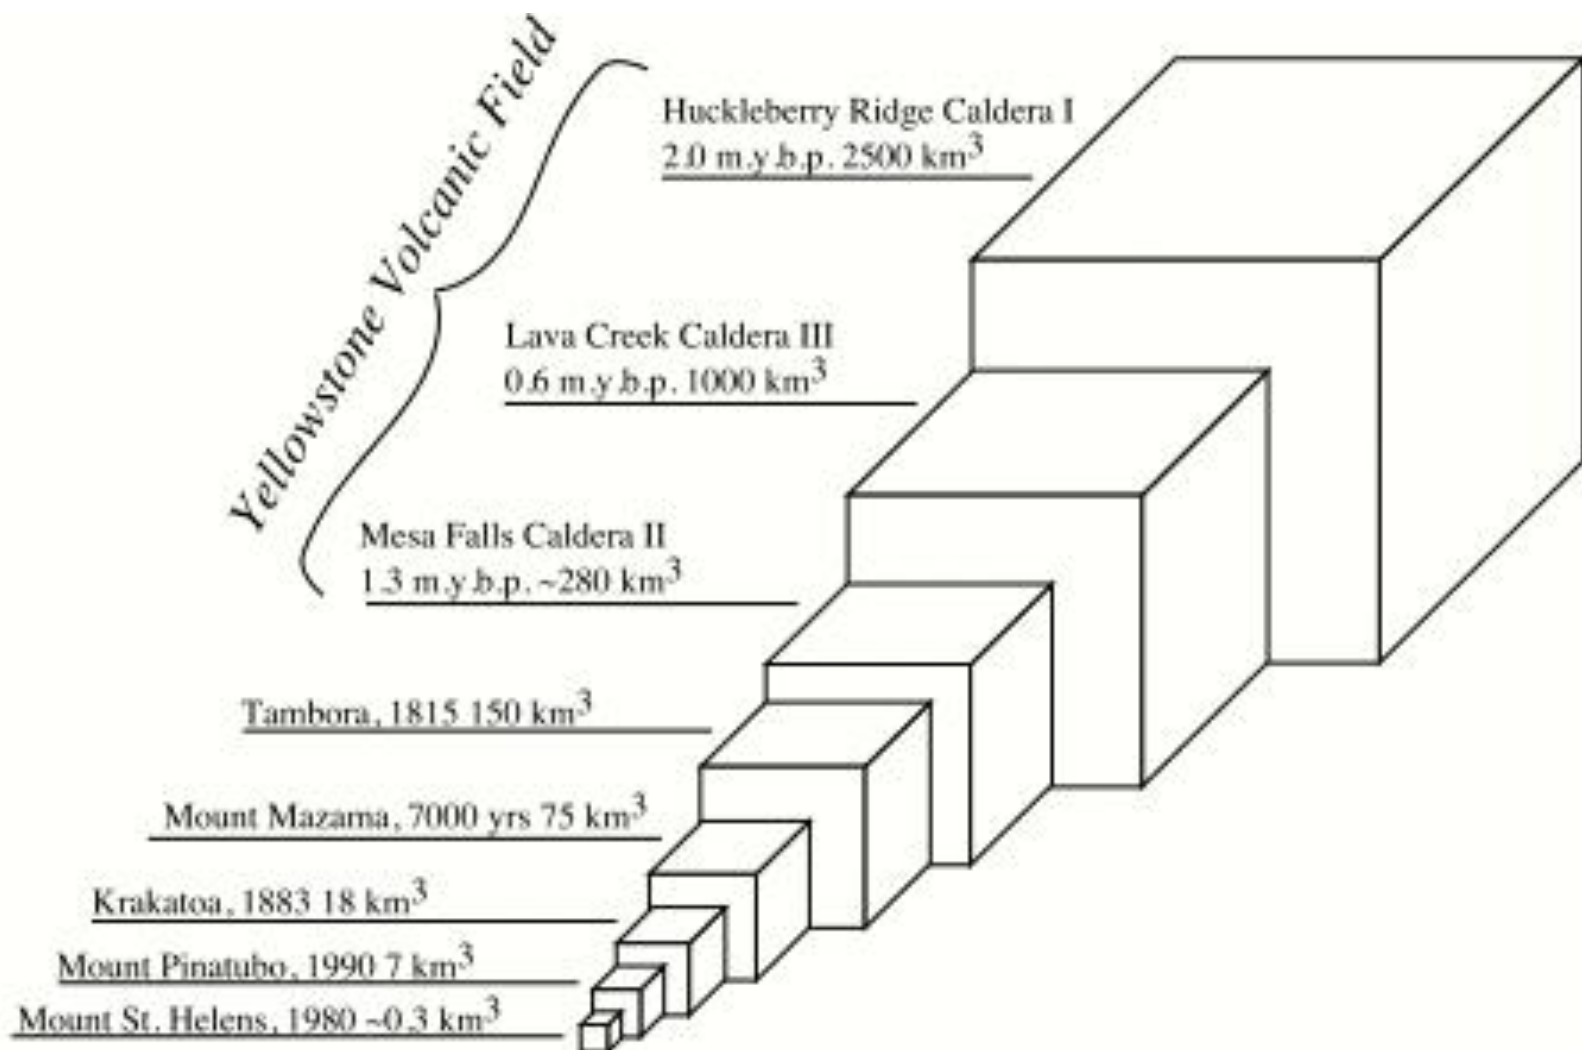 Yellowstone Volcanic Field
Huckleberry Ridge Caldera I
2.0 m.y.b.p. 2500 km³
Lava Creek Caldera III
0.6 m.y.b.p. 1000 km³
Mesa Falls Caldera II
1.3 m.y.b.p. ~280 km³
Tambora, 1815 150 km³
Mount Mazama, 7000 yrs 75 km³
Krakatoa, 1883 18 km³
Mount Pinatubo, 1990 7 km³
Mount St. Helens, 1980 ~0.3 km³